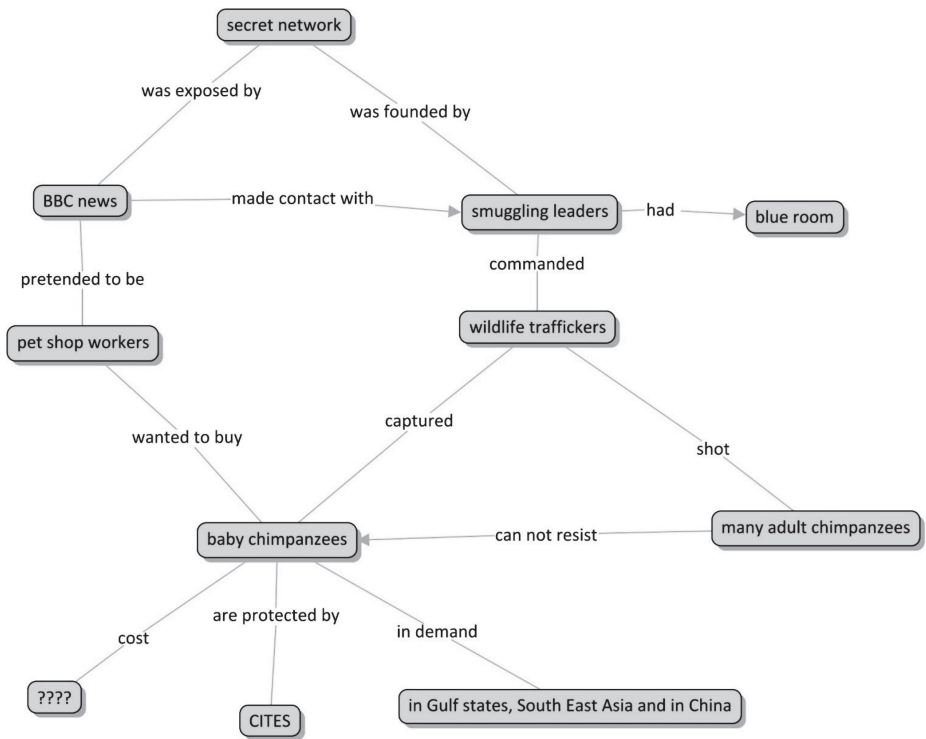 secret network
was exposed by
was founded by
BBC news
made contact with
smuggling leaders
had
blue room
commanded
pretended to be
wildlife traffickers
pet shop workers
captured
wanted to buy
shot
many adult chimpanzees
can not resist
baby chimpanzees
are protected by
in demand
cost
????
in Gulf states, South East Asia and in China
CITES